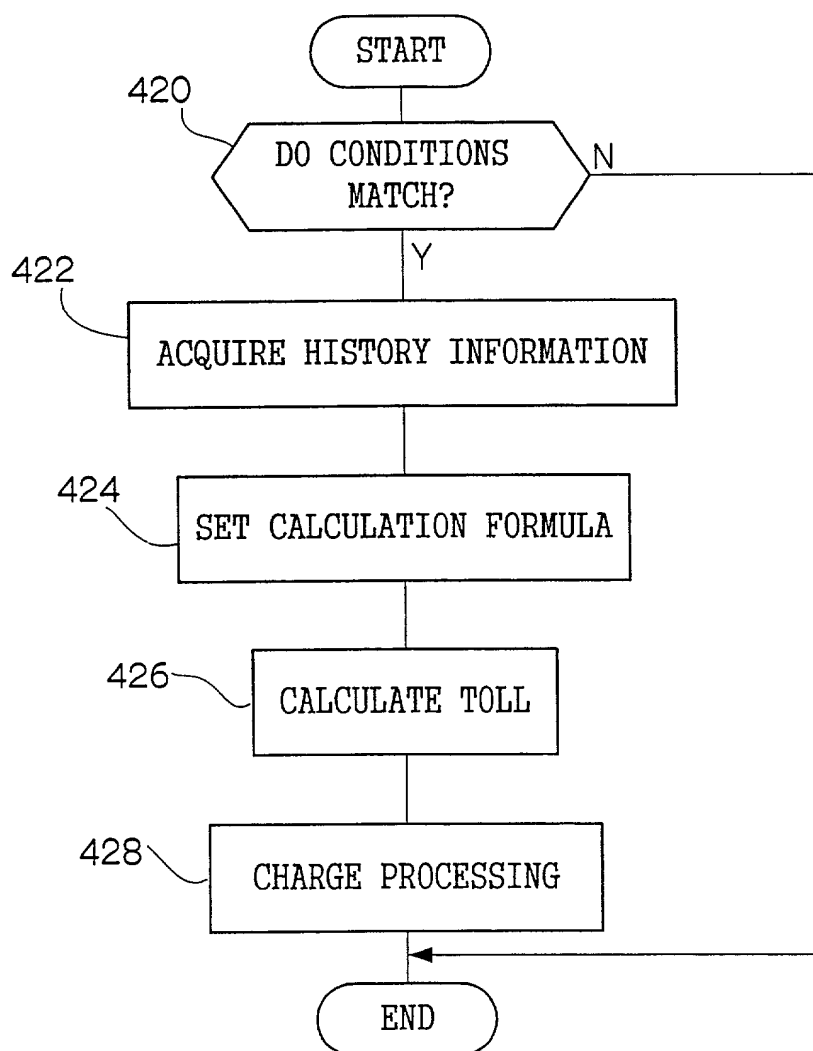 START
420
DO CONDITIONS
MATCH?
N
Y
422
ACQUIRE HISTORY INFORMATION
424
SET CALCULATION FORMULA
426
CALCULATE TOLL
428
CHARGE PROCESSING
END